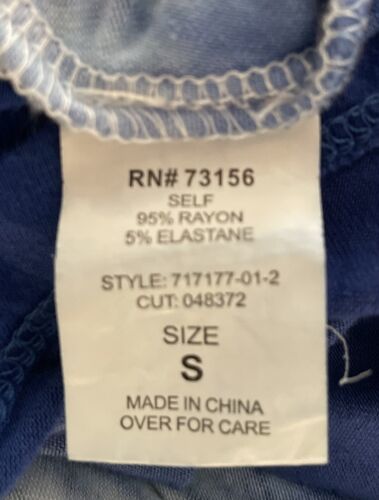 RN# 73156
SELF
95% RAYON
5% ELASTANE
STYLE: 717177-01-2
CUT: 048372
SIZE
S
MADE IN CHINA
OVER FOR CARE